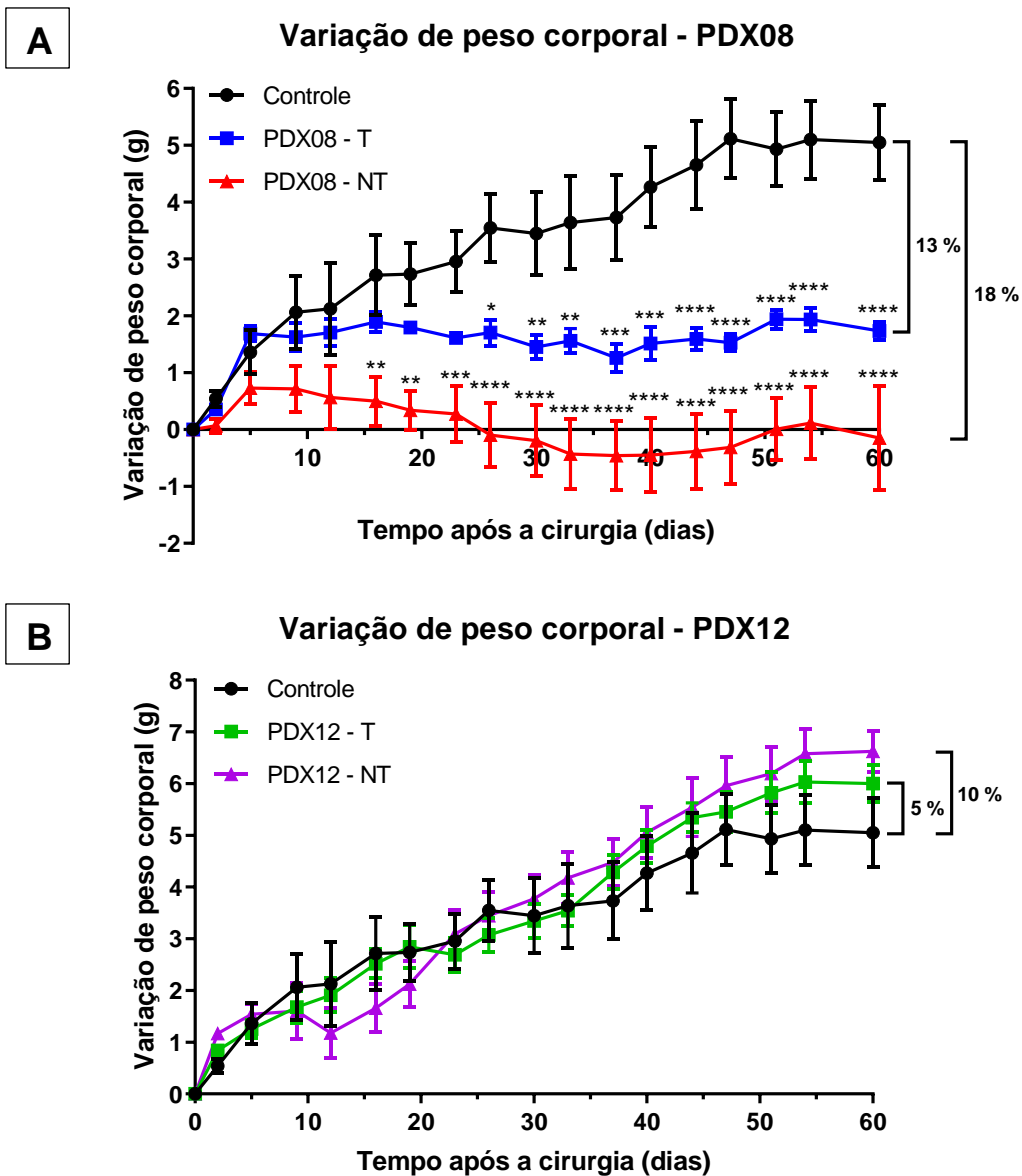 A
Variação de peso corporal - PDX08
Variação de peso corporal (g)
6
5
4
3
2
1
0
-1
-2
Controle
PDX08 - T
PDX08 - NT
* ** ** *** *** **** **** **** **** ****
** ** *** **** **** **** **** **** **** **** **** **** ****
13 %
18 %
10 20 30 40 50 60
Tempo após a cirurgia (dias)
B
Variação de peso corporal - PDX12
Variação de peso corporal (g)
8
7
6
5
4
3
2
1
0
Controle
PDX12 - T
PDX12 - NT
5 %
10 %
0 10 20 30 40 50 60
Tempo após a cirurgia (dias)